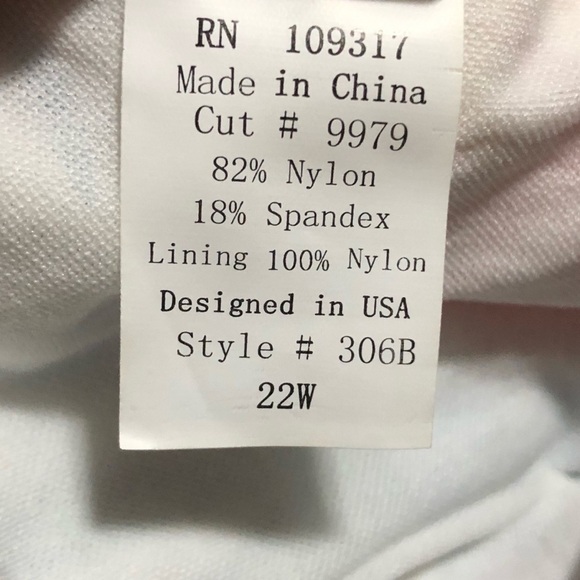 RN 109317
Made in China
Cut # 9979
82% Nylon
18% Spandex
Lining 100% Nylon
Designed in USA
Style # 306B
22W